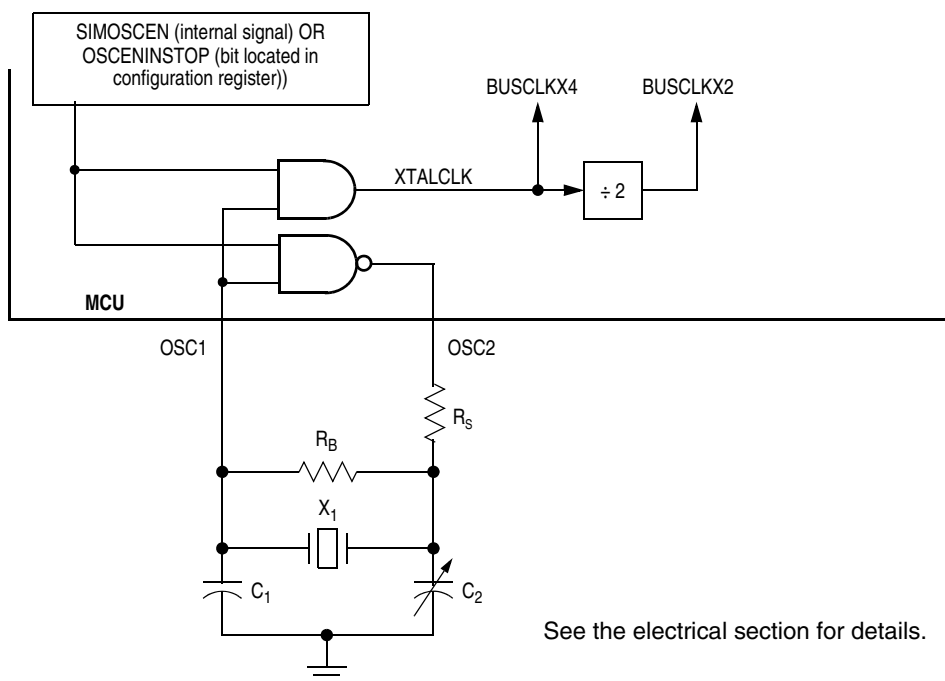 SIMOSCEN (internal signal) OR
OSCENINSTOP (bit located in
configuration register))
BUSCLKX4
BUSCLKX2
XTALCLK
÷ 2
MCU
OSC1
OSC2
RS
RB
X1
C1
C2
See the electrical section for details.